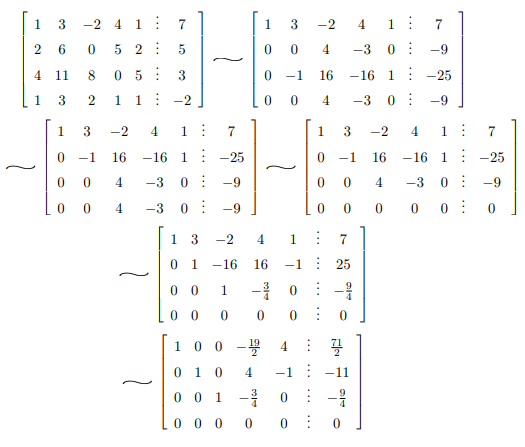 1 3 −2 4 1 ⋮ 7
2 6 0 5 2 ⋮ 5
4 11 8 0 5 ⋮ 3
1 3 2 1 1 ⋮ −2
∼
1 3 −2 4 1 ⋮ 7
0 0 4 −3 0 ⋮ −9
0 −1 16 −16 1 ⋮ −25
0 0 4 −3 0 ⋮ −9
∼
1 3 −2 4 1 ⋮ 7
0 −1 16 −16 1 ⋮ −25
0 0 4 −3 0 ⋮ −9
0 0 4 −3 0 ⋮ −9
∼
1 3 −2 4 1 ⋮ 7
0 −1 16 −16 1 ⋮ −25
0 0 4 −3 0 ⋮ −9
0 0 0 0 0 ⋮ 0
∼
1 3 −2 4 1 ⋮ 7
0 1 −16 16 −1 ⋮ 25
0 0 1 −3/4 0 ⋮ −9/4
0 0 0 0 0 ⋮ 0
∼
1 0 0 −19/2 4 ⋮ 71/2
0 1 0 4 −1 ⋮ −11
0 0 1 −3/4 0 ⋮ −9/4
0 0 0 0 0 ⋮ 0